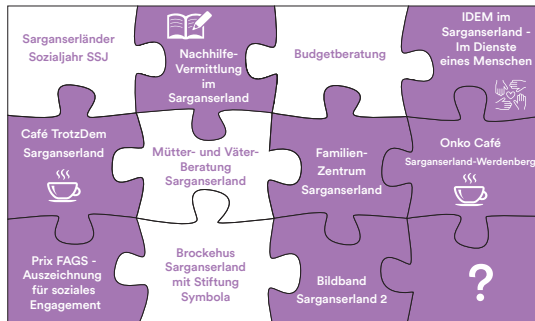 Sarganserländer
Sozialjahr SSJ
Nachhilfe-
Vermittlung
im
Sarganserland
Budgetberatung
IDEM im
Sarganserland -
Im Dienste
eines Menschen
Café TrotzDem
Sarganserland
Mütter- und Väter-
Beratung
Sarganserland
Familien-
Zentrum
Sarganserland
Onko Café
Sarganserland-Werdenberg
Prix FAGS -
Auszeichnung
für soziales
Engagement
Brockehus
Sarganserland
mit Stiftung
Symbola
Bildband
Sarganserland 2
?